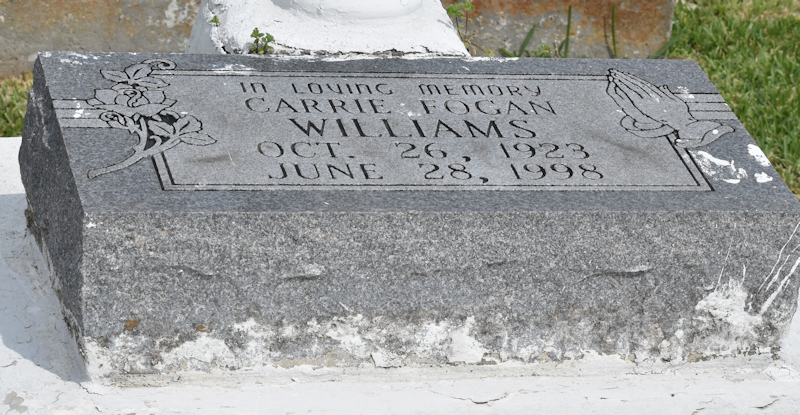 IN LOVING MEMORY
CARRIE FOGAN
WILLIAMS
OCT. 26, 1923
JUNE 28, 1998